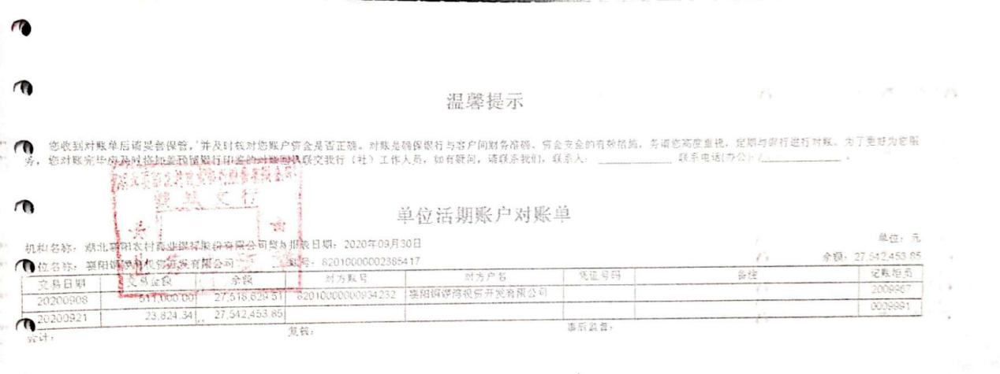 温馨提示
您收到对账单后请妥善保管，并及时核对您账户资金是否正确。对账是确保银行与客户间财务准确、资金安全的有效措施，务请您高度重视，定期与银行进行对账。为了更好为您服
务，您对账完毕应及时将加盖预留银行印鉴的对账回执联交我行（社）工作人员，如有疑问，请联系我们，联系人： 联系电话(办公)：
支行
单位活期账户对账单
机构名称：湖北襄阳农村商业银行股份有限公司 报表日期：2020年09月30日 单位：元
位名称：襄阳 投资开发有限公司 账号：82010000002385417 余额：27,542,453.85
交易日期 交易金额 余额 对方账号 对方户名 凭证号码 备注 记账柜员
20200908 511,000.00 27,518,629.51 82010000000934232 襄阳 湾投资开发有限公司 2009967
20200921 23,824.34 27,542,453.85 0009991
会计： 复核： 事后监督：